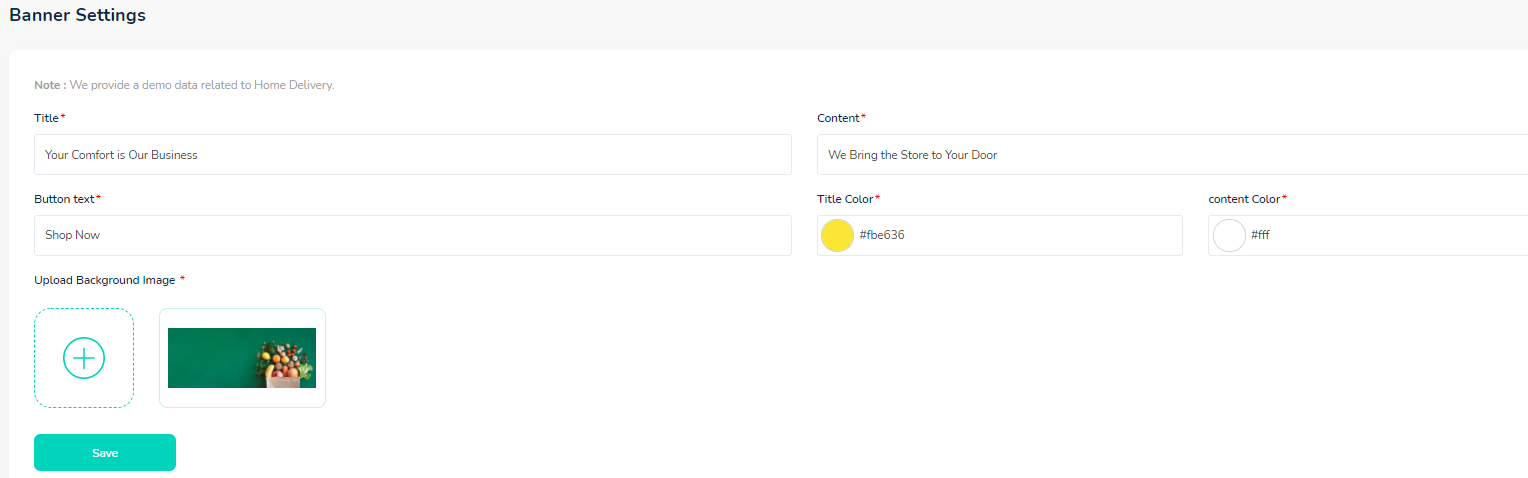 Banner Settings
Note : We provide a demo data related to Home Delivery.
Title*
Content*
Your Comfort is Our Business
We Bring the Store to Your Door
Button text*
Title Color*
content Color*
Shop Now
#fbe636
#fff
Upload Background Image *
Save